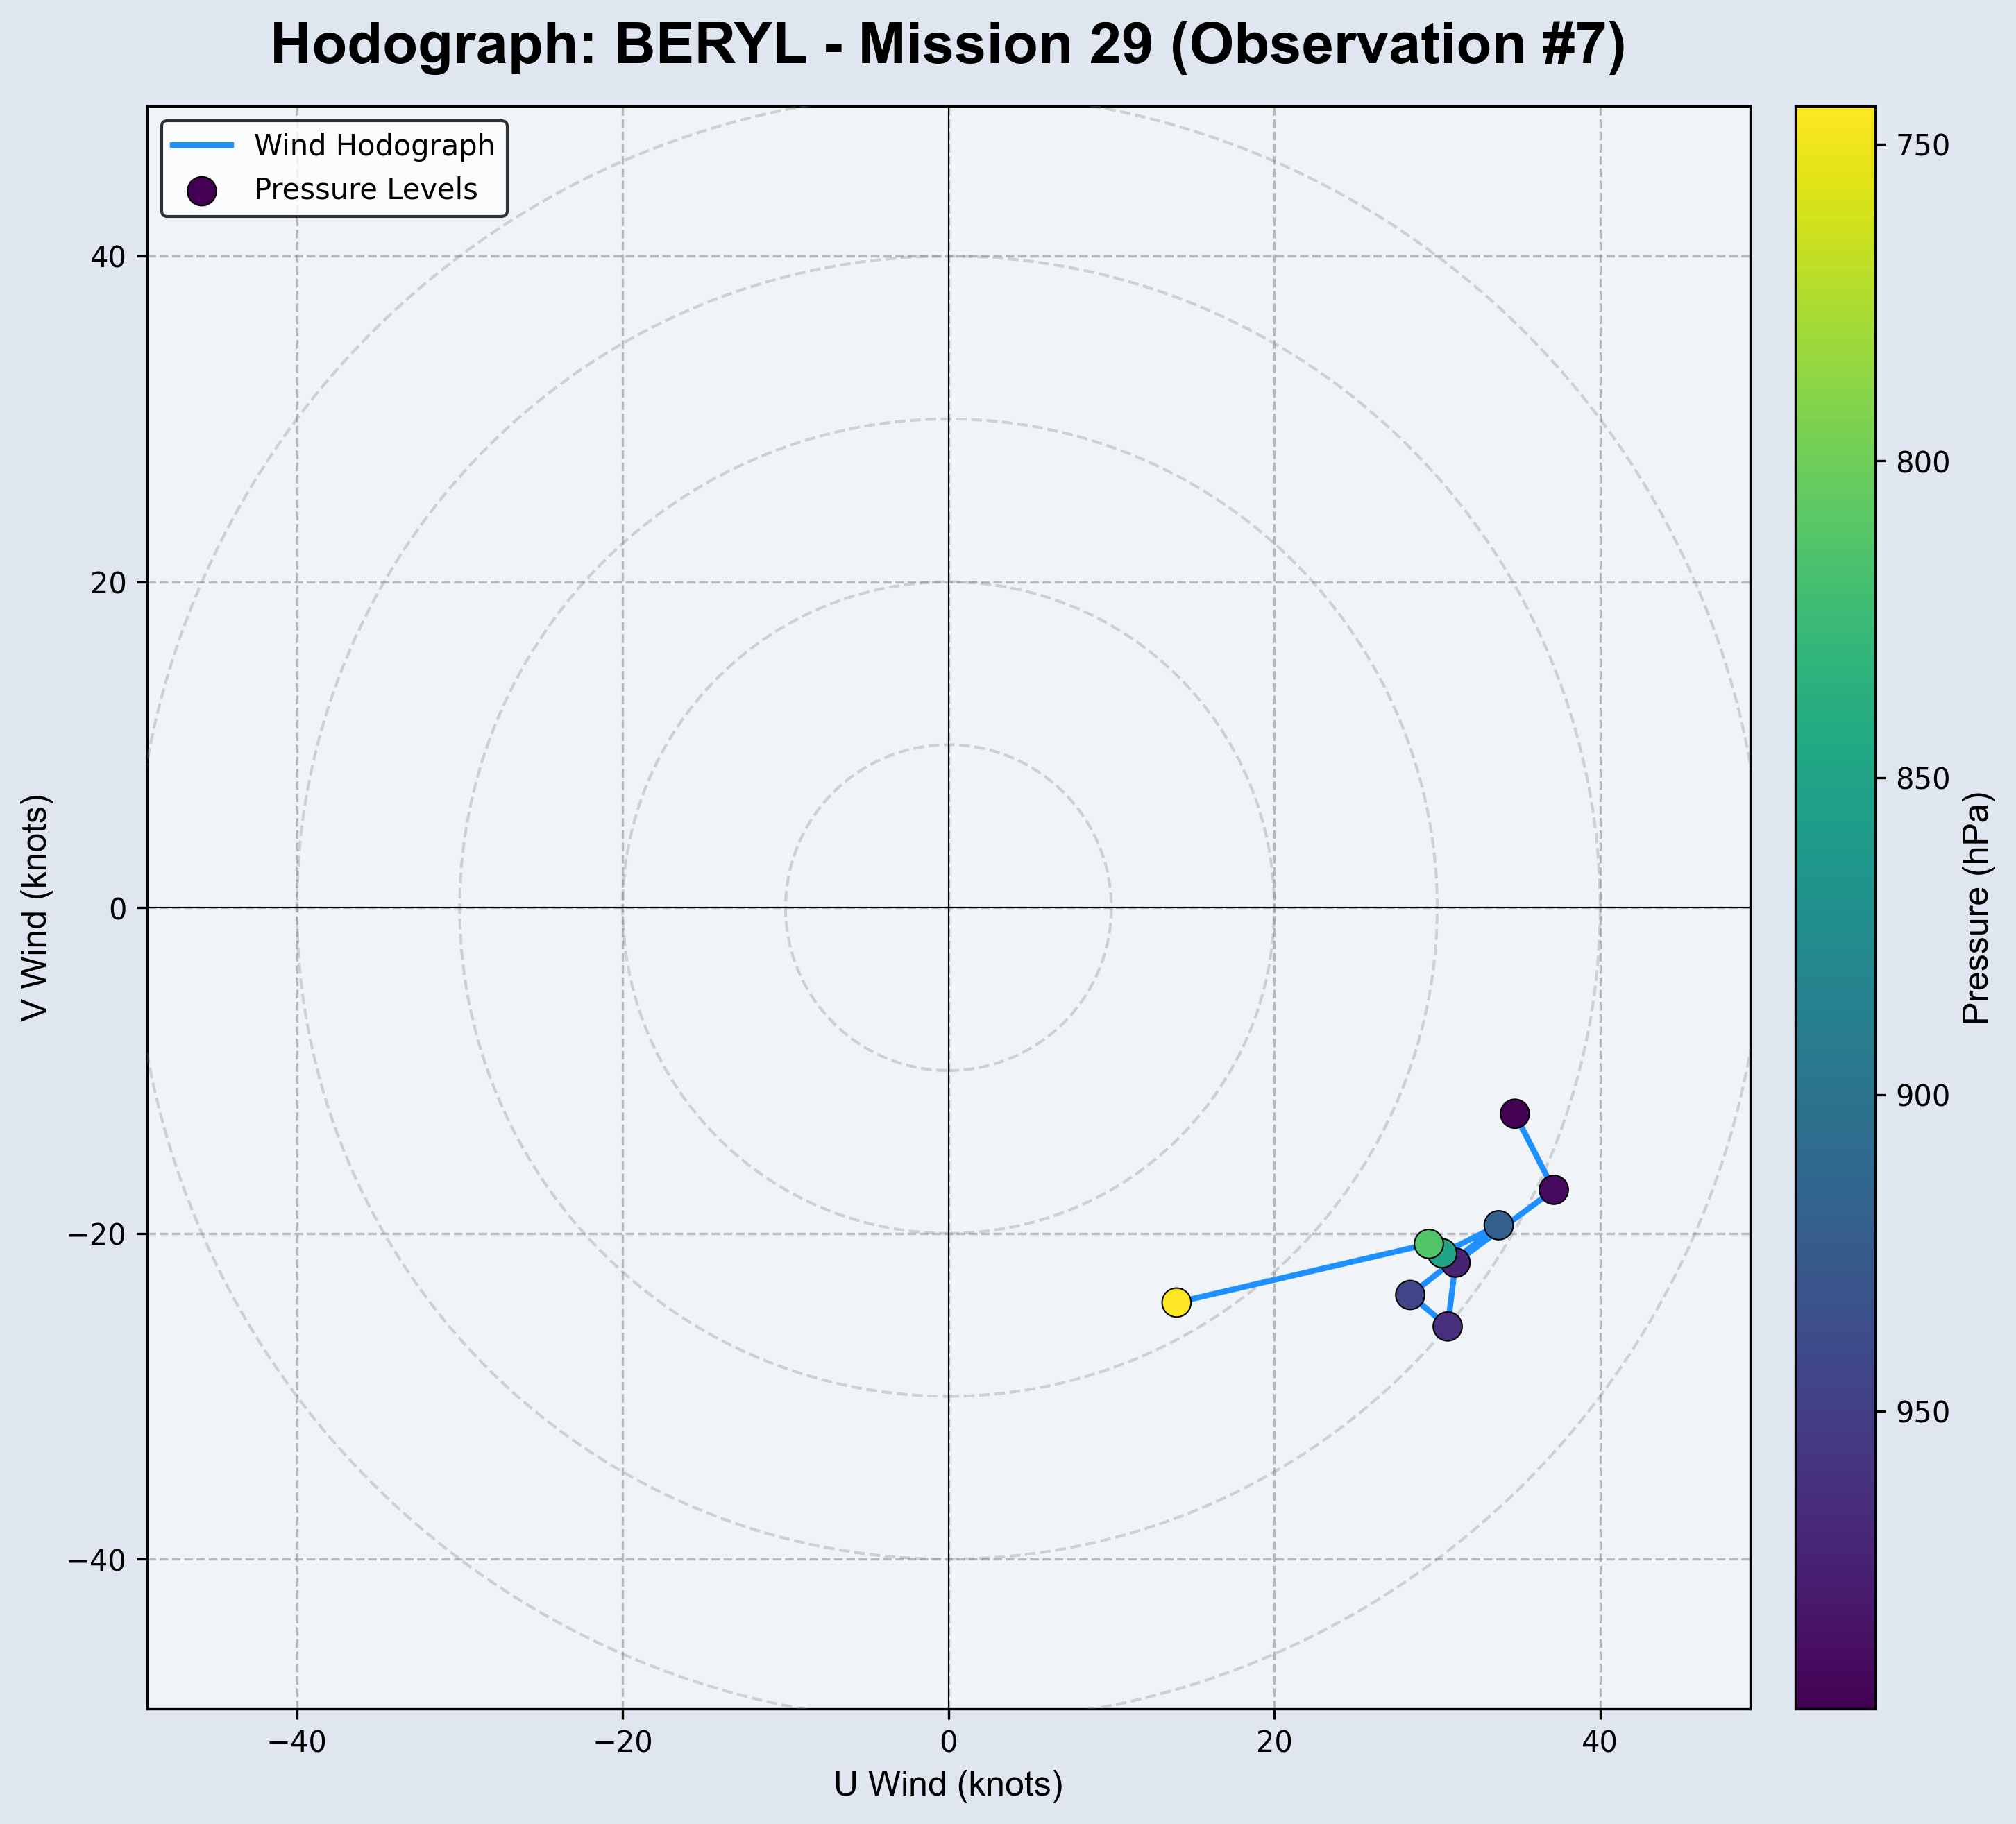 Hodograph: BERYL - Mission 29 (Observation #7)
Wind Hodograph
Pressure Levels
40
20
0
−20
−40
V Wind (knots)
−40
−20
0
20
40
U Wind (knots)
750
800
850
900
950
Pressure (hPa)